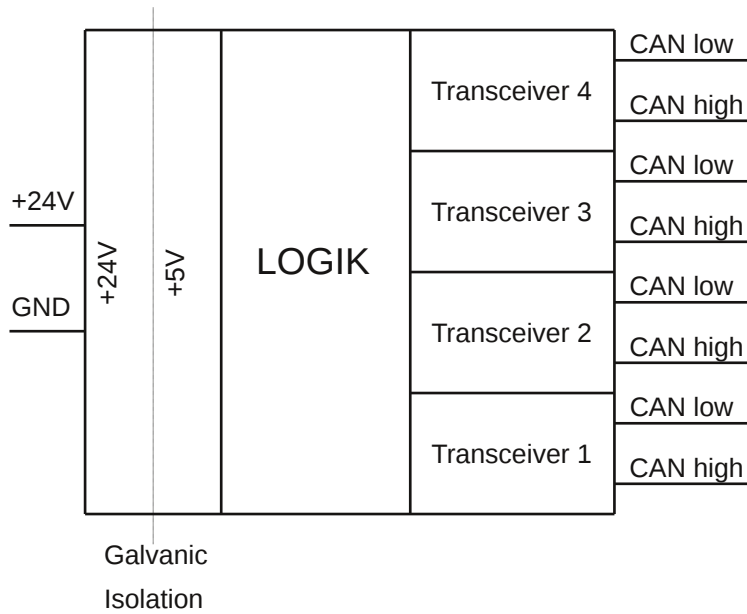 CAN low
Transceiver 4
CAN high
CAN low
+24V
Transceiver 3
CAN high
+24V
+5V
LOGIK
CAN low
GND
Transceiver 2
CAN high
CAN low
Transceiver 1
CAN high
Galvanic
Isolation